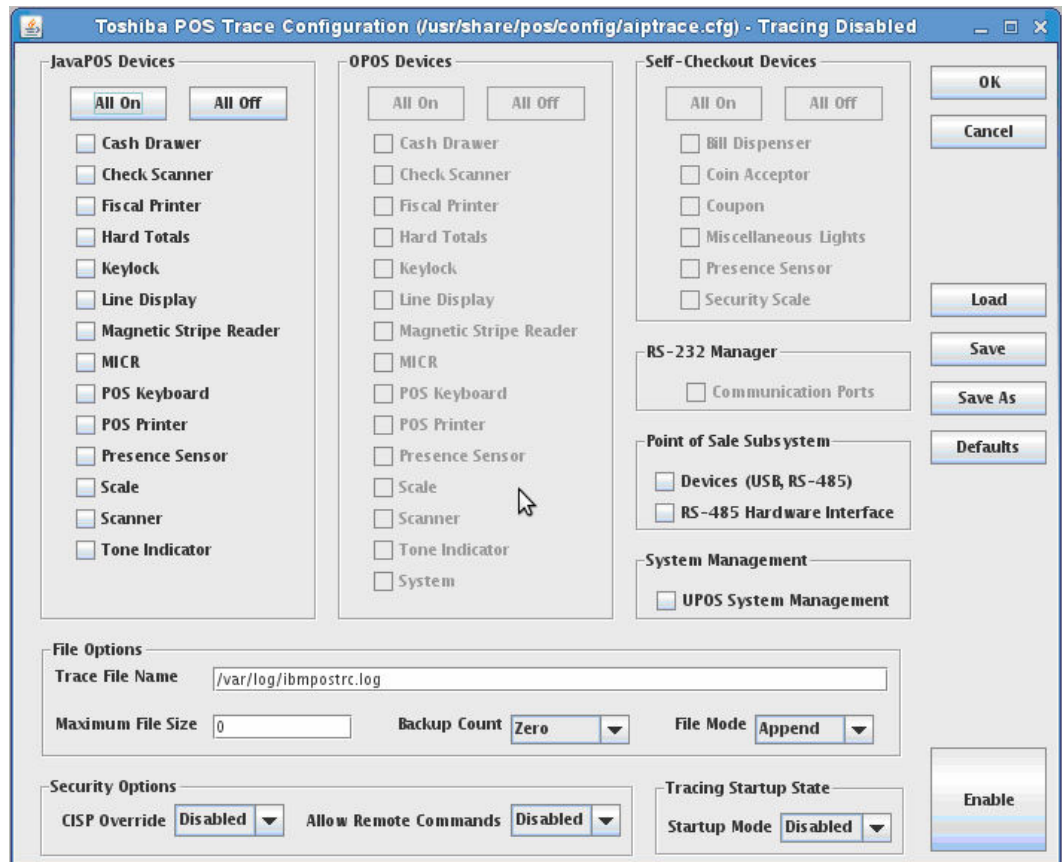 Toshiba POS Trace Configuration (/usr/share/pos/config/aiptrace.cfg) - Tracing Disabled
JavaPOS Devices
All On
All Off
Cash Drawer
Check Scanner
Fiscal Printer
Hard Totals
Keylock
Line Display
Magnetic Stripe Reader
MICR
POS Keyboard
POS Printer
Presence Sensor
Scale
Scanner
Tone Indicator
OPOS Devices
All On
All Off
Cash Drawer
Check Scanner
Fiscal Printer
Hard Totals
Keylock
Line Display
Magnetic Stripe Reader
MICR
POS Keyboard
POS Printer
Presence Sensor
Scale
Scanner
Tone Indicator
System
Self-Checkout Devices
All On
All Off
Bill Dispenser
Coin Acceptor
Coupon
Miscellaneous Lights
Presence Sensor
Security Scale
RS-232 Manager
Communication Ports
Point of Sale Subsystem
Devices (USB, RS-485)
RS-485 Hardware Interface
System Management
UPOS System Management
OK
Cancel
Load
Save
Save As
Defaults
File Options
Trace File Name
/var/log/ibmpostrc.log
Maximum File Size
0
Backup Count
Zero
File Mode
Append
Security Options
CISP Override
Disabled
Allow Remote Commands
Disabled
Tracing Startup State
Startup Mode
Disabled
Enable